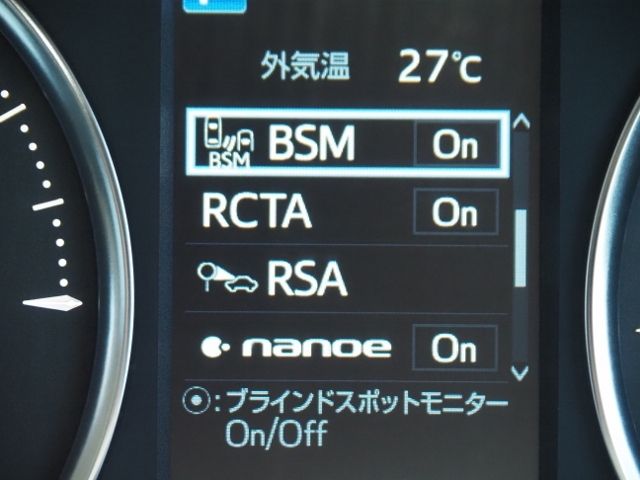 外気温 27℃
BSM BSM On
RCTA On
RSA
nanoe On
⦿:ブラインドスポットモニター
On/Off